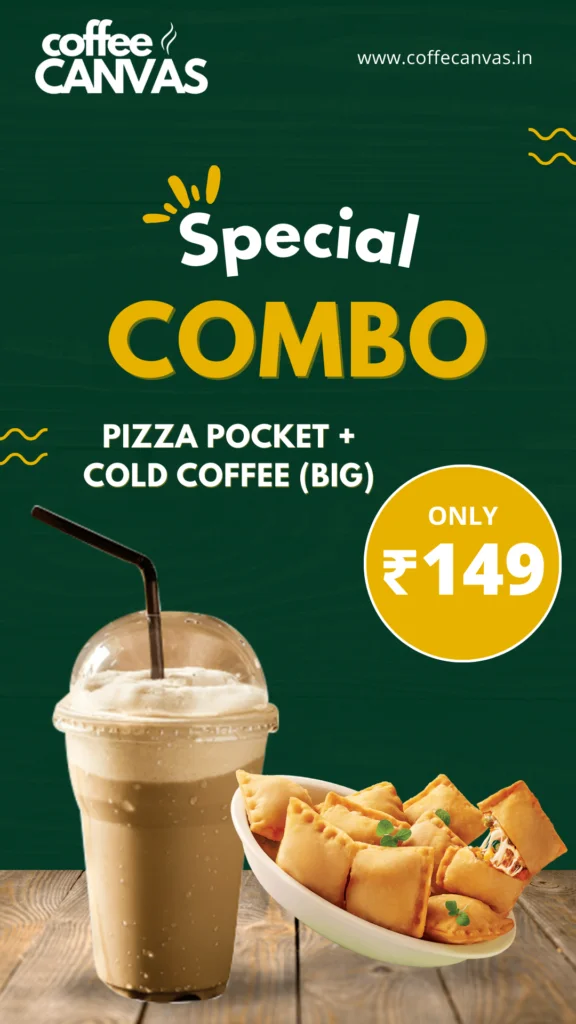 coffee
CANVAS
www.coffecanvas.in
Special
COMBO
PIZZA POCKET +
COLD COFFEE (BIG)
ONLY
₹149